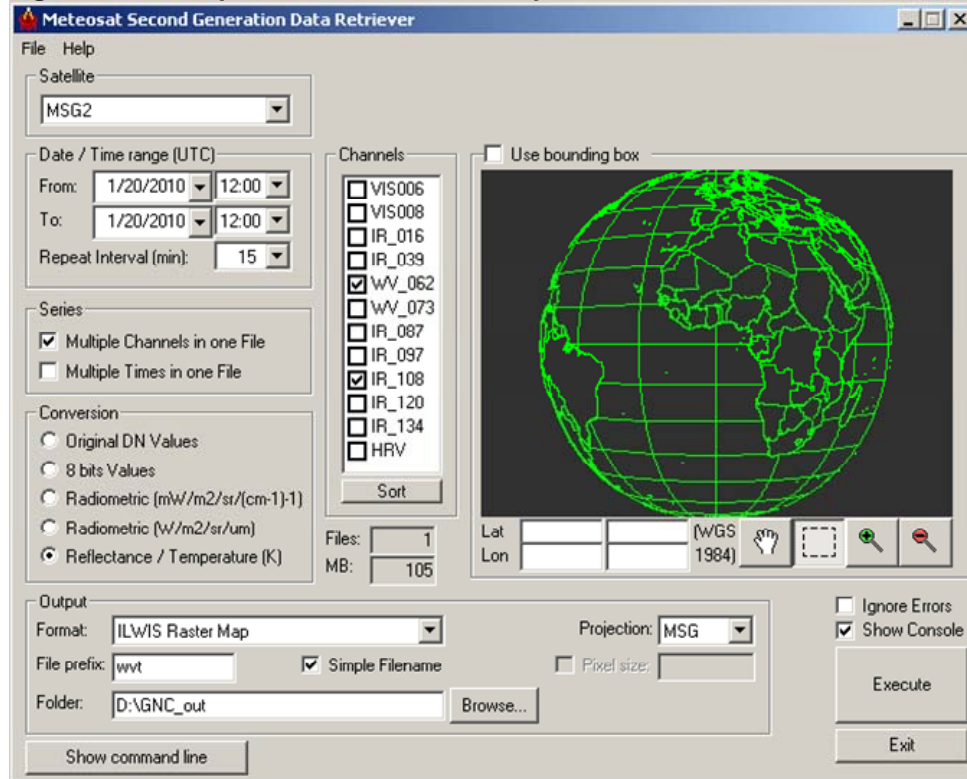 Meteosat Second Generation Data Retriever
File Help
Satellite
MSG2
Date / Time range (UTC)
From: 1/20/2010 12:00
To: 1/20/2010 12:00
Repeat Interval (min): 15
Series
Multiple Channels in one File
Multiple Times in one File
Conversion
Original DN Values
8 bits Values
Radiometric (mW/m2/sr/(cm-1)-1)
Radiometric (W/m2/sr/um)
Reflectance / Temperature (K)
Channels
VIS006
VIS008
IR_016
IR_039
WV_062
WV_073
IR_087
IR_097
IR_108
IR_120
IR_134
HRV
Sort
Files: 1
MB: 105
Use bounding box
Lat
Lon
(WGS
1984)
Output
Format: ILWIS Raster Map
Projection: MSG
File prefix: wvt
Simple Filename
Pixel size:
Folder: D:\GNC_out
Browse...
Ignore Errors
Show Console
Execute
Exit
Show command line